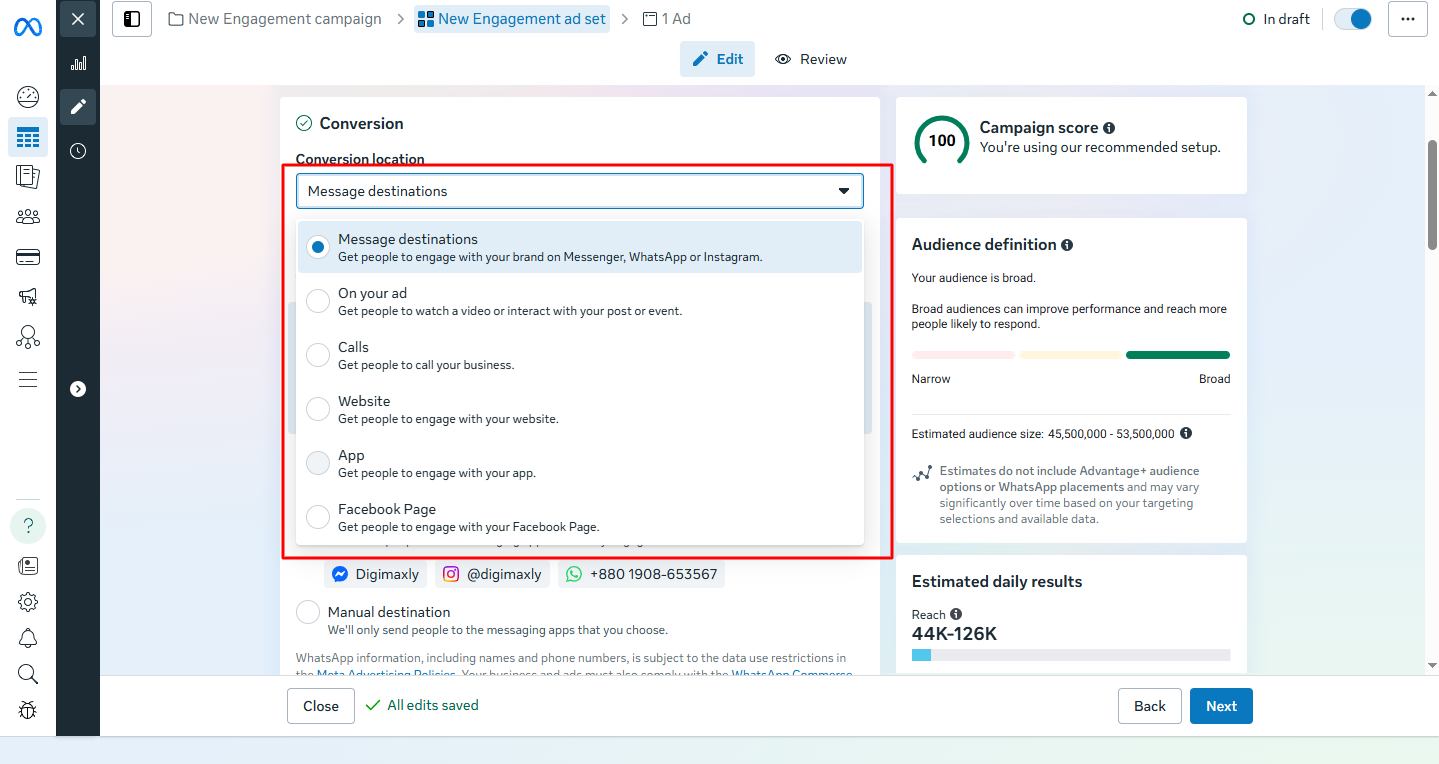 New Engagement campaign
New Engagement ad set
1 Ad
In draft
Edit
Review
Conversion
Conversion location
Message destinations
Message destinations
Get people to engage with your brand on Messenger, WhatsApp or Instagram.
On your ad
Get people to watch a video or interact with your post or event.
Calls
Get people to call your business.
Website
Get people to engage with your website.
App
Get people to engage with your app.
Facebook Page
Get people to engage with your Facebook Page.
Digimaxly
@digimaxly
+880 1908-653567
Manual destination
We'll only send people to the messaging apps that you choose.
WhatsApp information, including names and phone numbers, is subject to the data use restrictions in
the Meta Advertising Policies. Your business and ads must also comply with the WhatsApp Commerce
100
Campaign score
You're using our recommended setup.
Audience definition
Your audience is broad.
Broad audiences can improve performance and reach more
people likely to respond.
Narrow
Broad
Estimated audience size: 45,500,000 - 53,500,000
Estimates do not include Advantage+ audience
options or WhatsApp placements and may vary
significantly over time based on your targeting
selections and available data.
Estimated daily results
Reach
44K-126K
Close
All edits saved
Back
Next